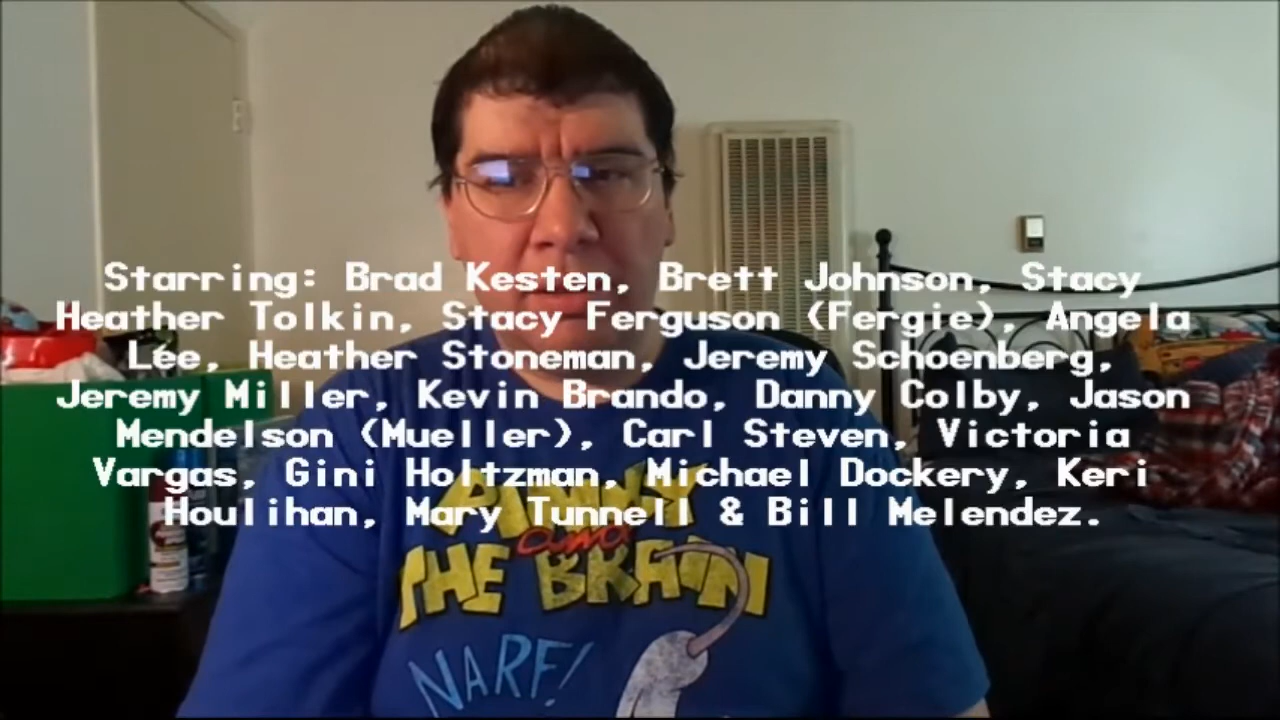 Starring: Brad Kesten, Brett Johnson, Stacy
Heather Tolkin, Stacy Ferguson (Fergie), Angela
Lee, Heather Stoneman, Jeremy Schoenberg,
Jeremy Miller, Kevin Brando, Danny Colby, Jason
Mendelson (Mueller), Carl Steven, Victoria
Vargas, Gini Holtzman, Michael Dockery, Keri
Houlihan, Mary Tunnell & Bill Melendez.
PINKY
and
THE BRAIN
NARF!